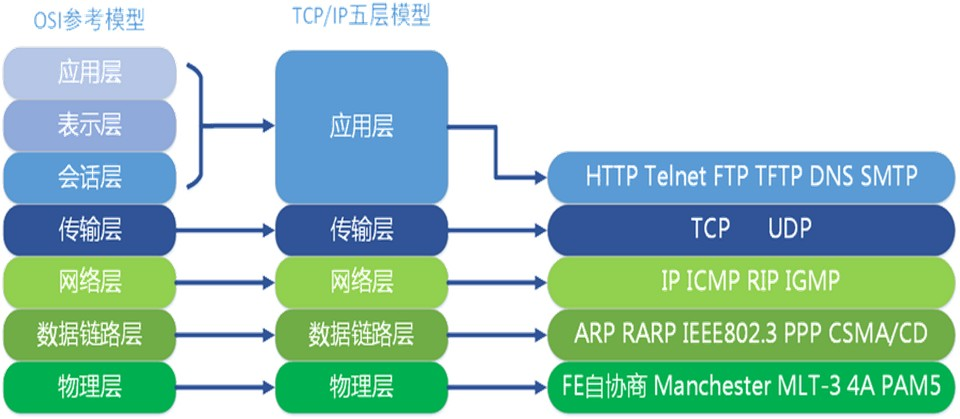 OSI参考模型
TCP/IP五层模型
应用层
表示层
会话层
传输层
网络层
数据链路层
物理层
应用层
传输层
网络层
数据链路层
物理层
HTTP Telnet FTP TFTP DNS SMTP
TCP UDP
IP ICMP RIP IGMP
ARP RARP IEEE802.3 PPP CSMA/CD
FE自协商 Manchester MLT-3 4A PAM5